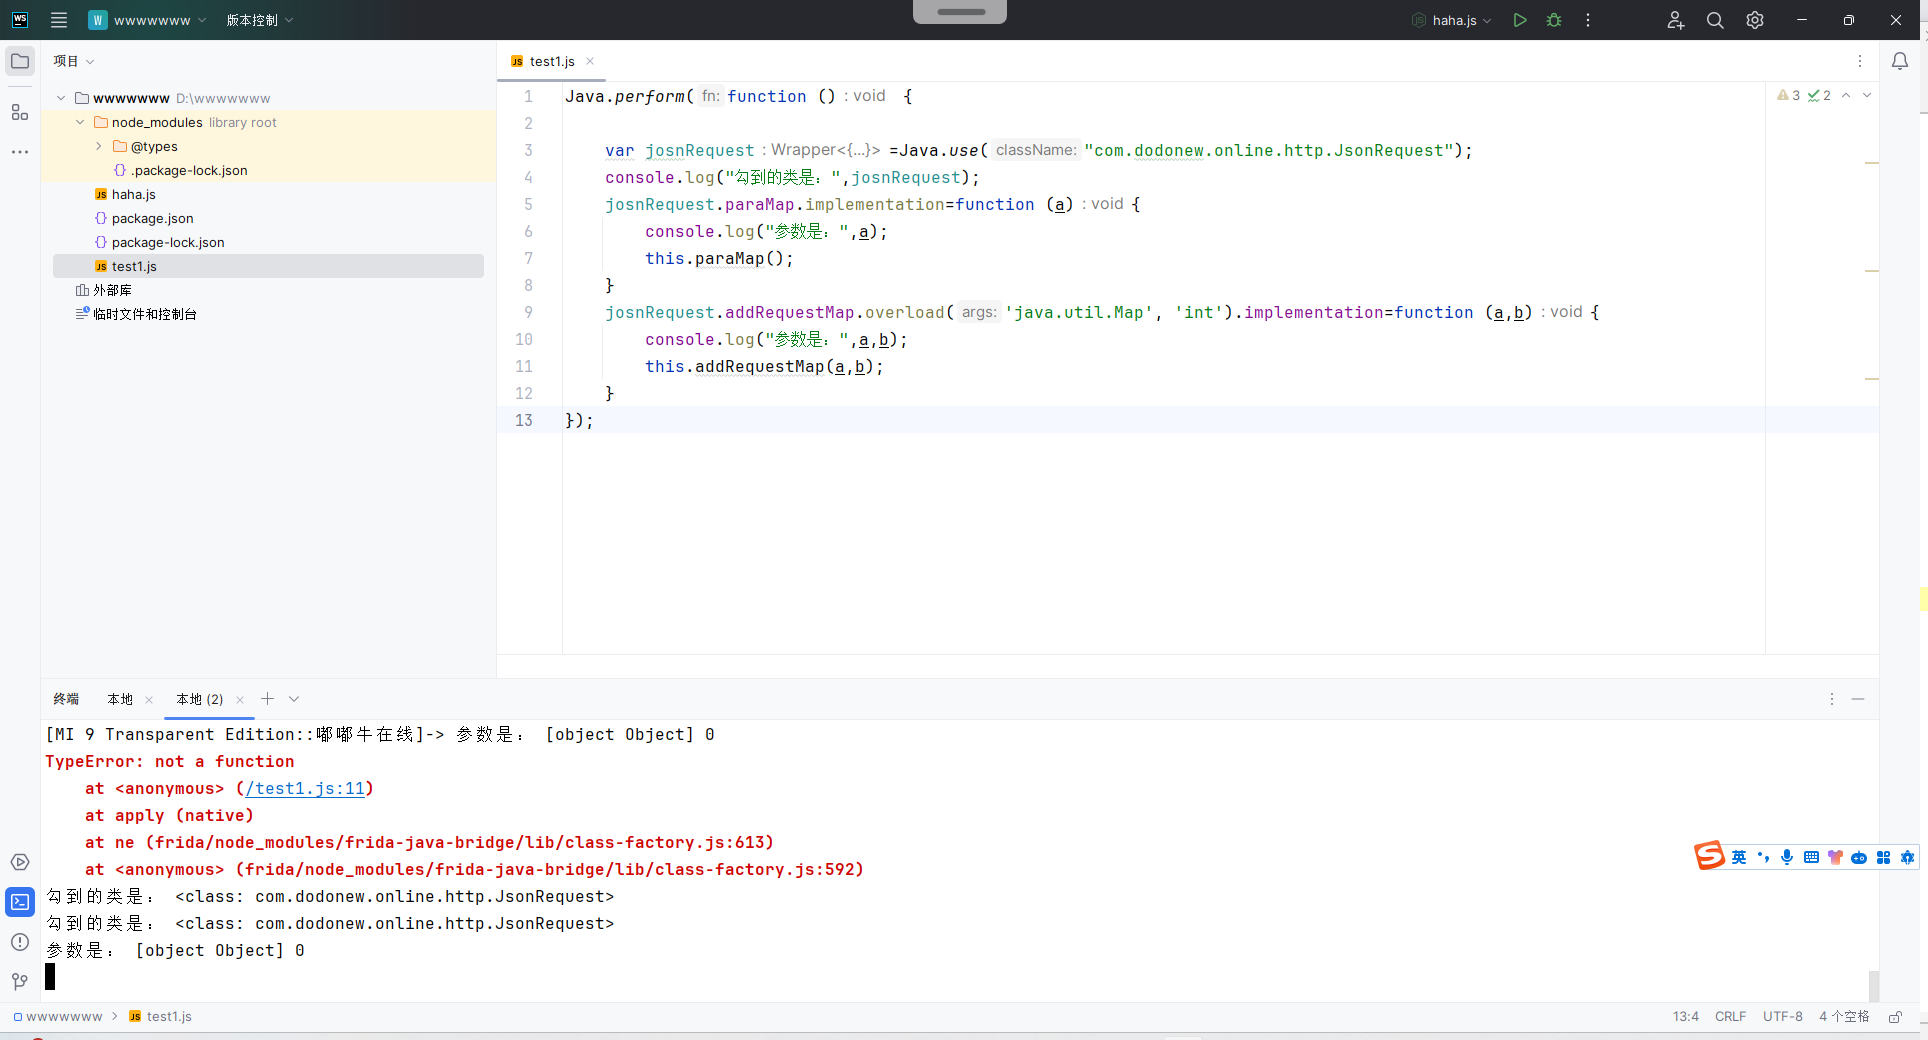 WS
W wwwwwww
版本控制
haha.js
项目
JS test1.js
wwwwwww D:\wwwwwww
node_modules library root
@types
{} .package-lock.json
JS haha.js
{} package.json
{} package-lock.json
JS test1.js
外部库
临时文件和控制台
3 2
1 Java.perform( fn: function () : void {
2
3 var josnRequest : Wrapper<{...}> =Java.use( className: "com.dodonew.online.http.JsonRequest");
4 console.log("勾到的类是：",josnRequest);
5 josnRequest.paraMap.implementation=function (a) : void {
6 console.log("参数是：",a);
7 this.paraMap();
8 }
9 josnRequest.addRequestMap.overload( args: 'java.util.Map', 'int').implementation=function (a,b) : void {
10 console.log("参数是：",a,b);
11 this.addRequestMap(a,b);
12 }
13 });
终端 本地 本地 (2)
[MI 9 Transparent Edition::嘟嘟牛在线]-> 参数是： [object Object] 0
TypeError: not a function
at <anonymous> (/test1.js:11)
at apply (native)
at ne (frida/node_modules/frida-java-bridge/lib/class-factory.js:613)
at <anonymous> (frida/node_modules/frida-java-bridge/lib/class-factory.js:592)
勾到的类是： <class: com.dodonew.online.http.JsonRequest>
勾到的类是： <class: com.dodonew.online.http.JsonRequest>
参数是： [object Object] 0
S 英
wwwwwww > JS test1.js
13:4 CRLF UTF-8 4 个空格